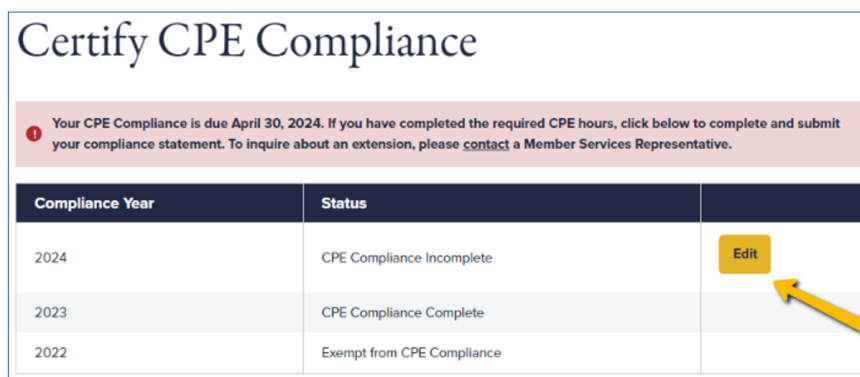 Certify CPE Compliance
Your CPE Compliance is due April 30, 2024. If you have completed the required CPE hours, click below to complete and submit
your compliance statement. To inquire about an extension, please contact a Member Services Representative.
Compliance Year Status
2024 CPE Compliance Incomplete Edit
2023 CPE Compliance Complete
2022 Exempt from CPE Compliance